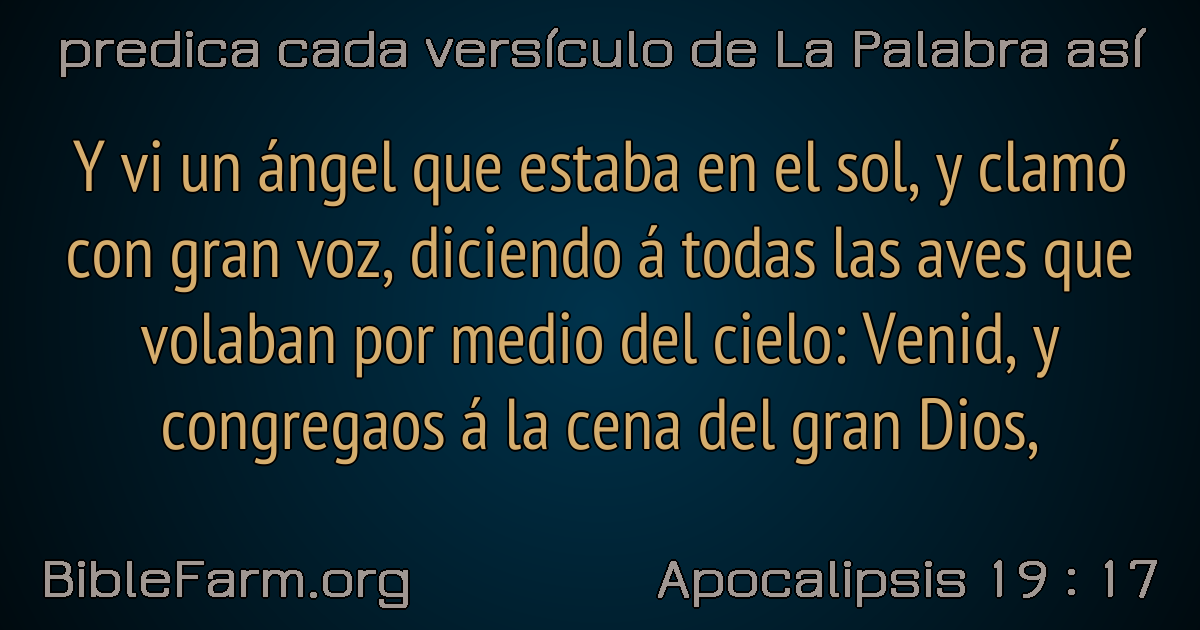 predica cada versículo de La Palabra así
Y vi un ángel que estaba en el sol, y clamó
con gran voz, diciendo á todas las aves que
volaban por medio del cielo: Venid, y
congregaos á la cena del gran Dios,
BibleFarm.org
Apocalipsis 19 : 17